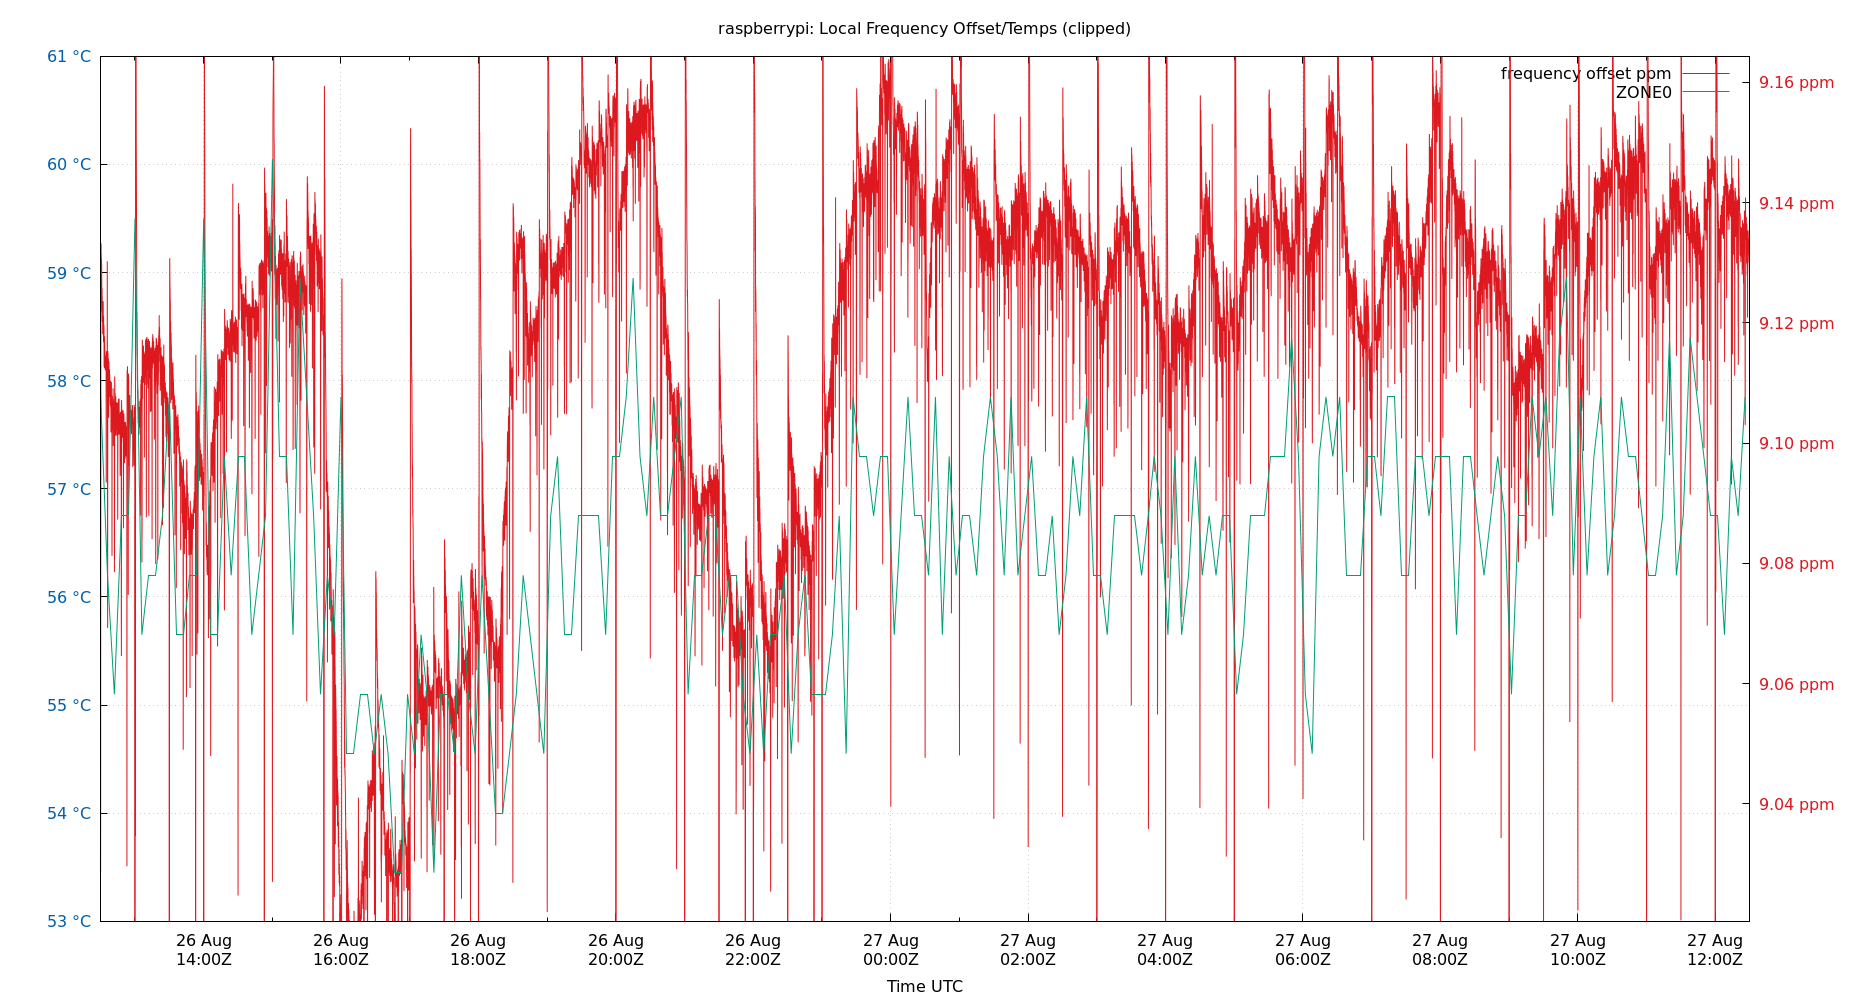 raspberrypi: Local Frequency Offset/Temps (clipped)
frequency offset ppm
ZONE0
61 °C
60 °C
59 °C
58 °C
57 °C
56 °C
55 °C
54 °C
53 °C
9.16 ppm
9.14 ppm
9.12 ppm
9.10 ppm
9.08 ppm
9.06 ppm
9.04 ppm
26 Aug 26 Aug 26 Aug 26 Aug 26 Aug 27 Aug 27 Aug 27 Aug 27 Aug 27 Aug 27 Aug 27 Aug
14:00Z 16:00Z 18:00Z 20:00Z 22:00Z 00:00Z 02:00Z 04:00Z 06:00Z 08:00Z 10:00Z 12:00Z
Time UTC